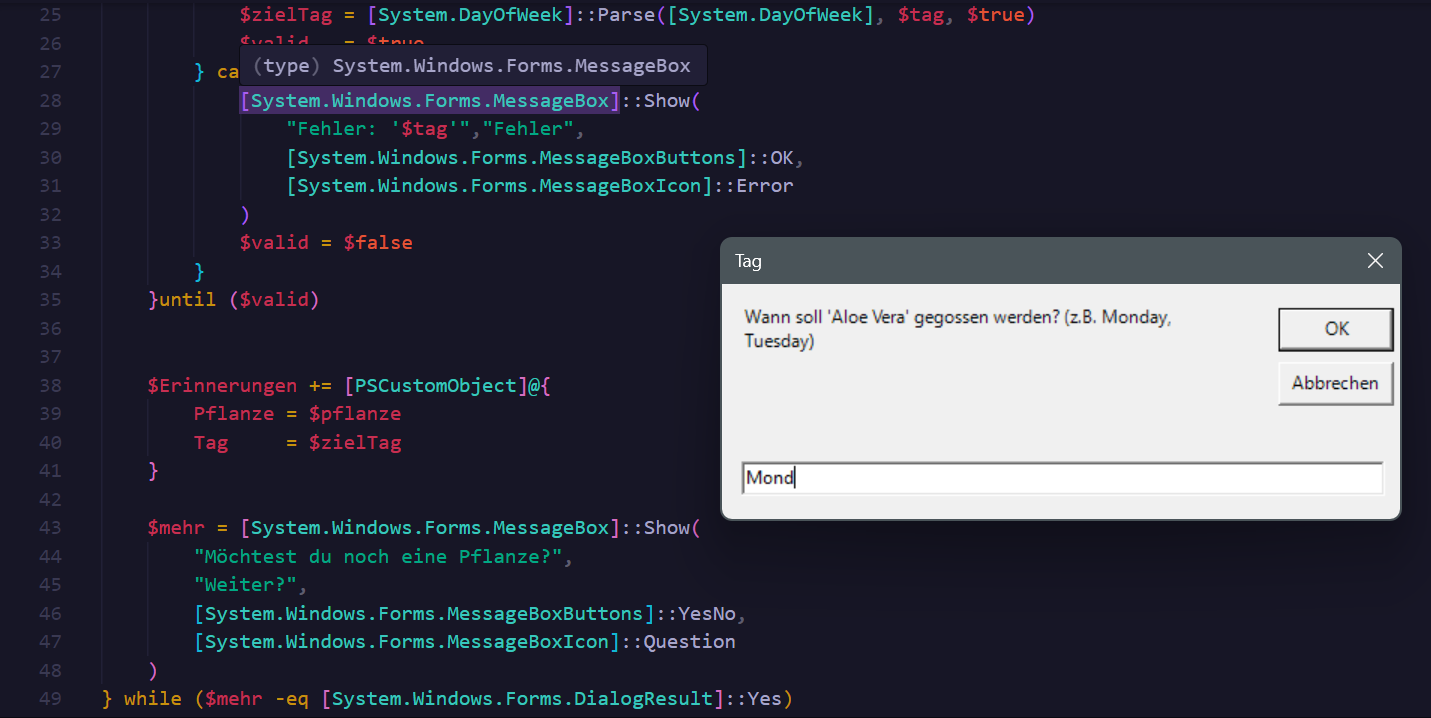 25 $zielTag = [System.DayOfWeek]::Parse([System.DayOfWeek], $tag, $true)
26 $valid = $true
(type) System.Windows.Forms.MessageBox
27 } ca
28 [System.Windows.Forms.MessageBox]::Show(
29 "Fehler: '$tag'","Fehler",
30 [System.Windows.Forms.MessageBoxButtons]::OK,
31 [System.Windows.Forms.MessageBoxIcon]::Error
32 )
33 $valid = $false
34 }
35 }until ($valid)
36
37
38 $Erinnerungen += [PSCustomObject]@{
39 Pflanze = $pflanze
40 Tag = $zielTag
41 }
42
43 $mehr = [System.Windows.Forms.MessageBox]::Show(
44 "Möchtest du noch eine Pflanze?",
45 "Weiter?",
46 [System.Windows.Forms.MessageBoxButtons]::YesNo,
47 [System.Windows.Forms.MessageBoxIcon]::Question
48 )
49 } while ($mehr -eq [System.Windows.Forms.DialogResult]::Yes)
Tag
Wann soll 'Aloe Vera' gegossen werden? (z.B. Monday,
Tuesday)
OK
Abbrechen
Mond